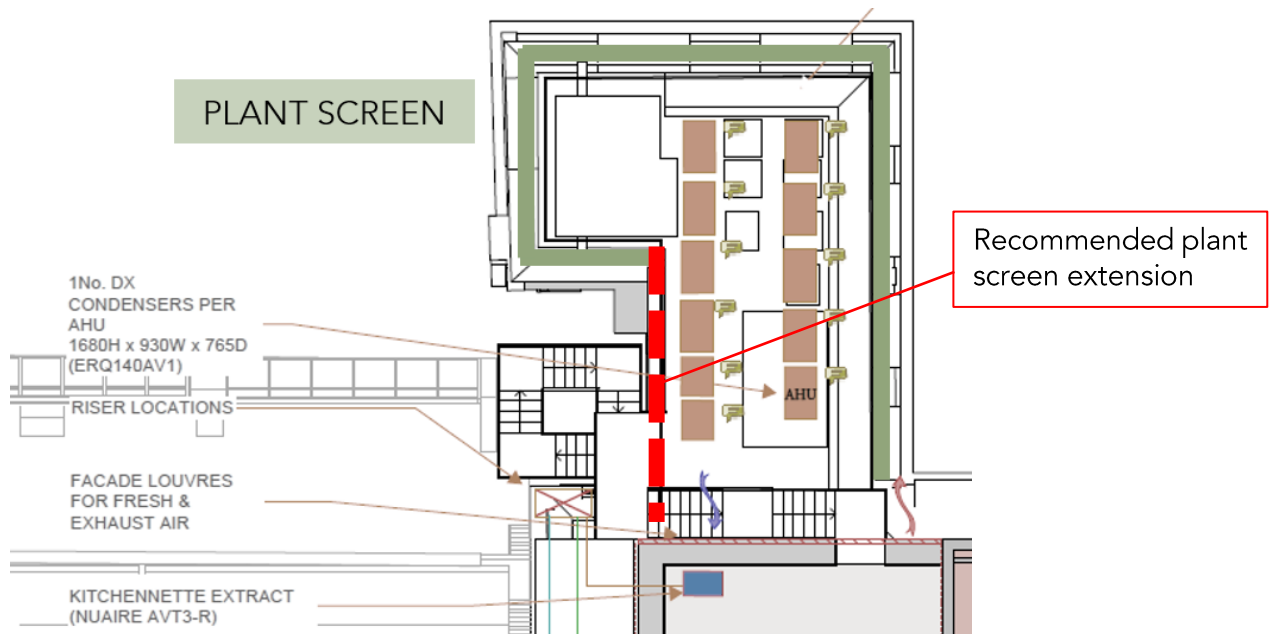 PLANT SCREEN
Recommended plant
screen extension
1No. DX
CONDENSERS PER
AHU
1680H x 930W x 765D
(ERQ140AV1)
AHU
RISER LOCATIONS
FACADE LOUVRES
FOR FRESH &
EXHAUST AIR
KITCHENNETTE EXTRACT
(NUAIRE AVT3-R)